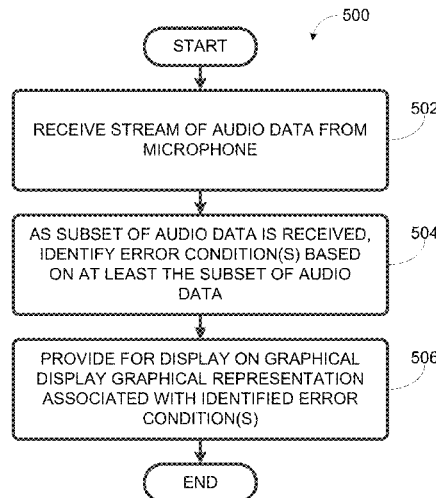 500
START
502
RECEIVE STREAM OF AUDIO DATA FROM
MICROPHONE
504
AS SUBSET OF AUDIO DATA IS RECEIVED,
IDENTIFY ERROR CONDITION(S) BASED
ON AT LEAST THE SUBSET OF AUDIO
DATA
506
PROVIDE FOR DISPLAY ON GRAPHICAL
DISPLAY GRAPHICAL REPRESENTATION
ASSOCIATED WITH IDENTIFIED ERROR
CONDITION(S)
END